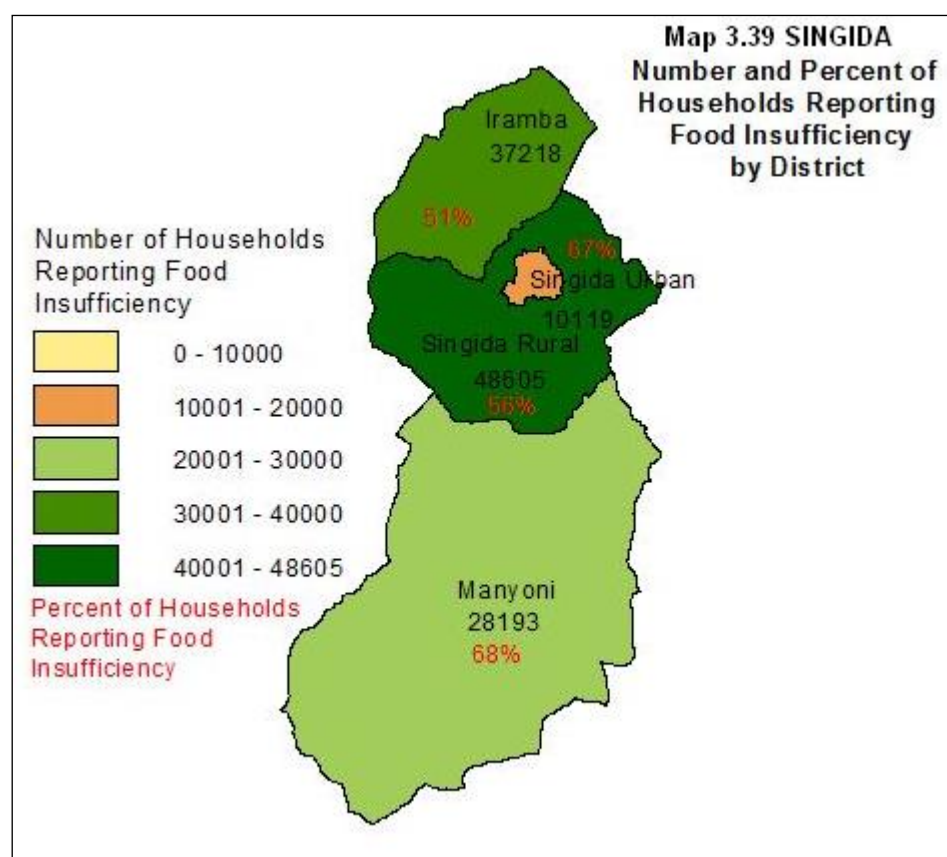 Map 3.39 SINGIDA
Number and Percent of
Households Reporting
Food Insufficiency
by District
Iramba
37218
51%
67%
Singida Urban
10119
Singida Rural
48605
56%
Manyoni
28193
68%
Number of Households
Reporting Food
Insufficiency
0 - 10000
10001 - 20000
20001 - 30000
30001 - 40000
40001 - 48605
Percent of Households
Reporting Food
Insufficiency